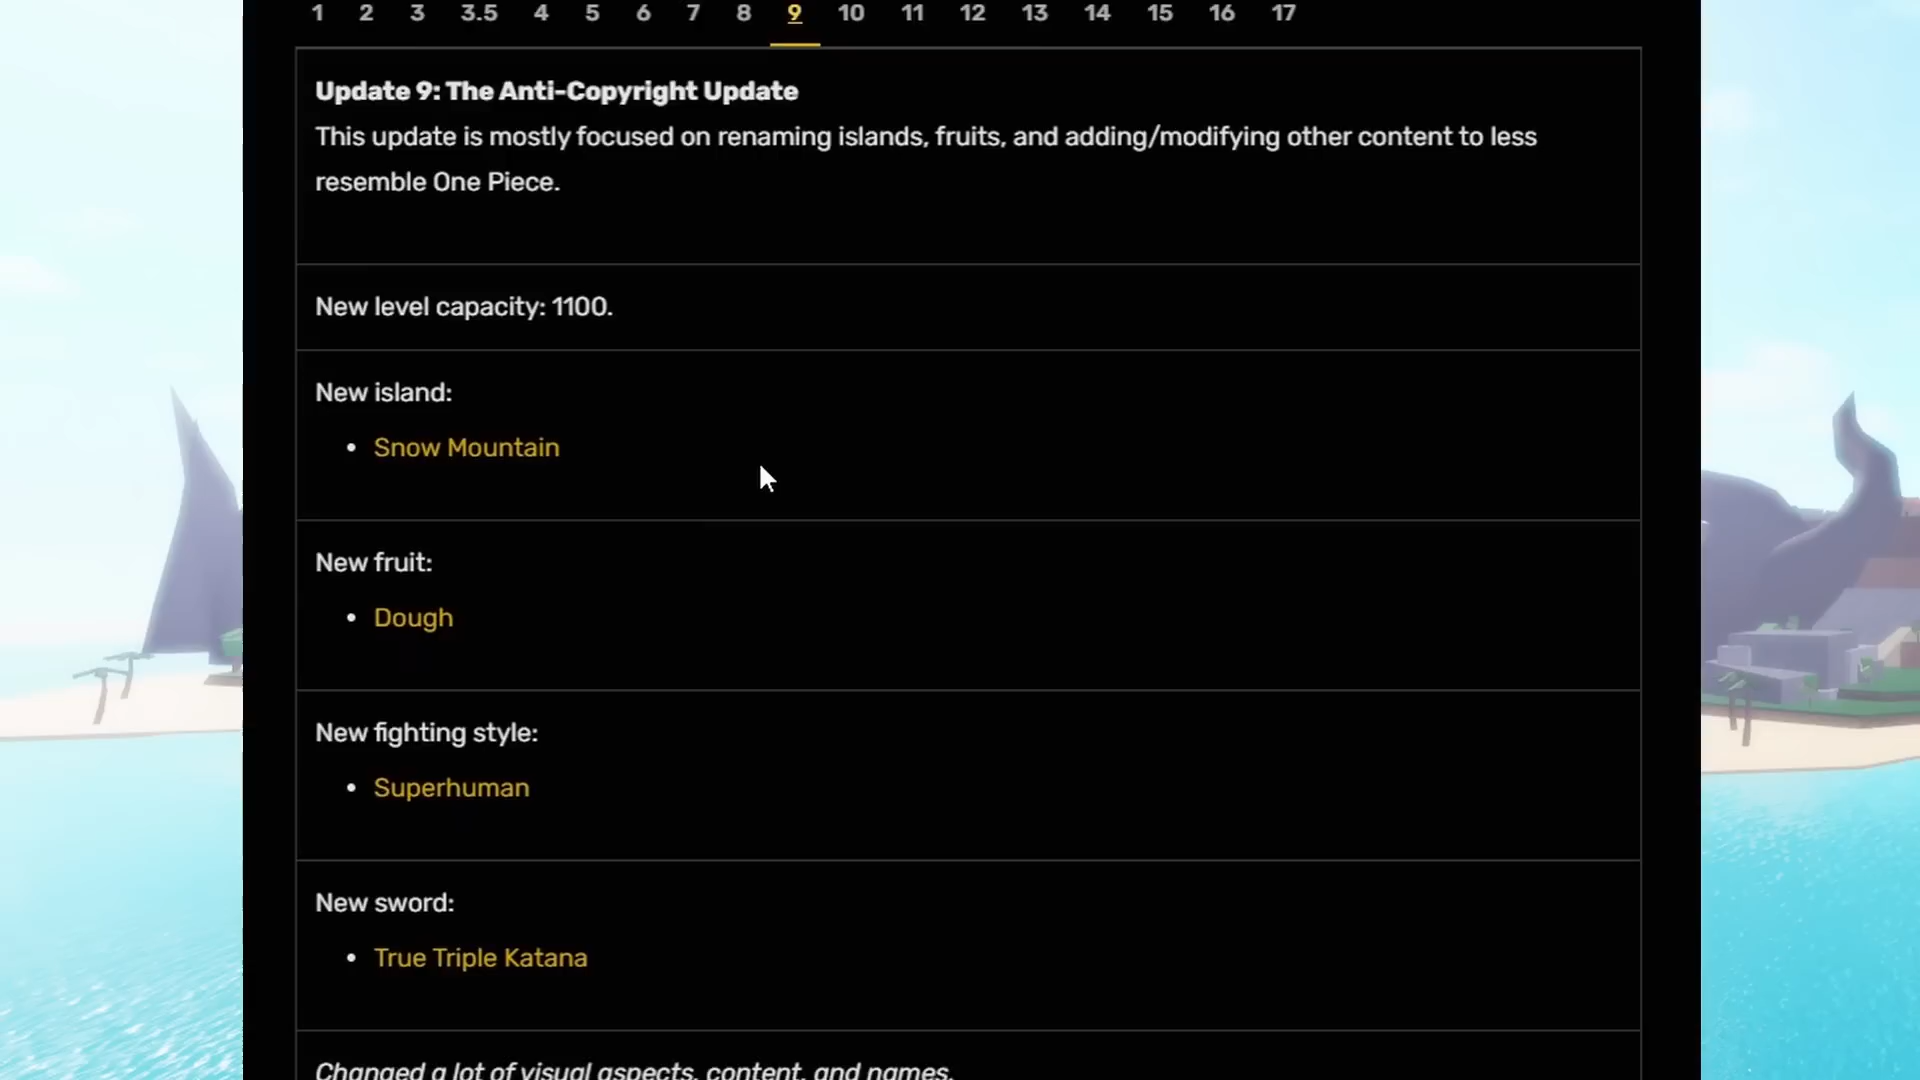 1 2 3 3.5 4 5 6 7 8 9 10 11 12 13 14 15 16 17
Update 9: The Anti-Copyright Update
This update is mostly focused on renaming islands, fruits, and adding/modifying other content to less
resemble One Piece.
New level capacity: 1100.
New island:
• Snow Mountain
New fruit:
• Dough
New fighting style:
• Superhuman
New sword:
• True Triple Katana
Changed a lot of visual aspects, content, and names.